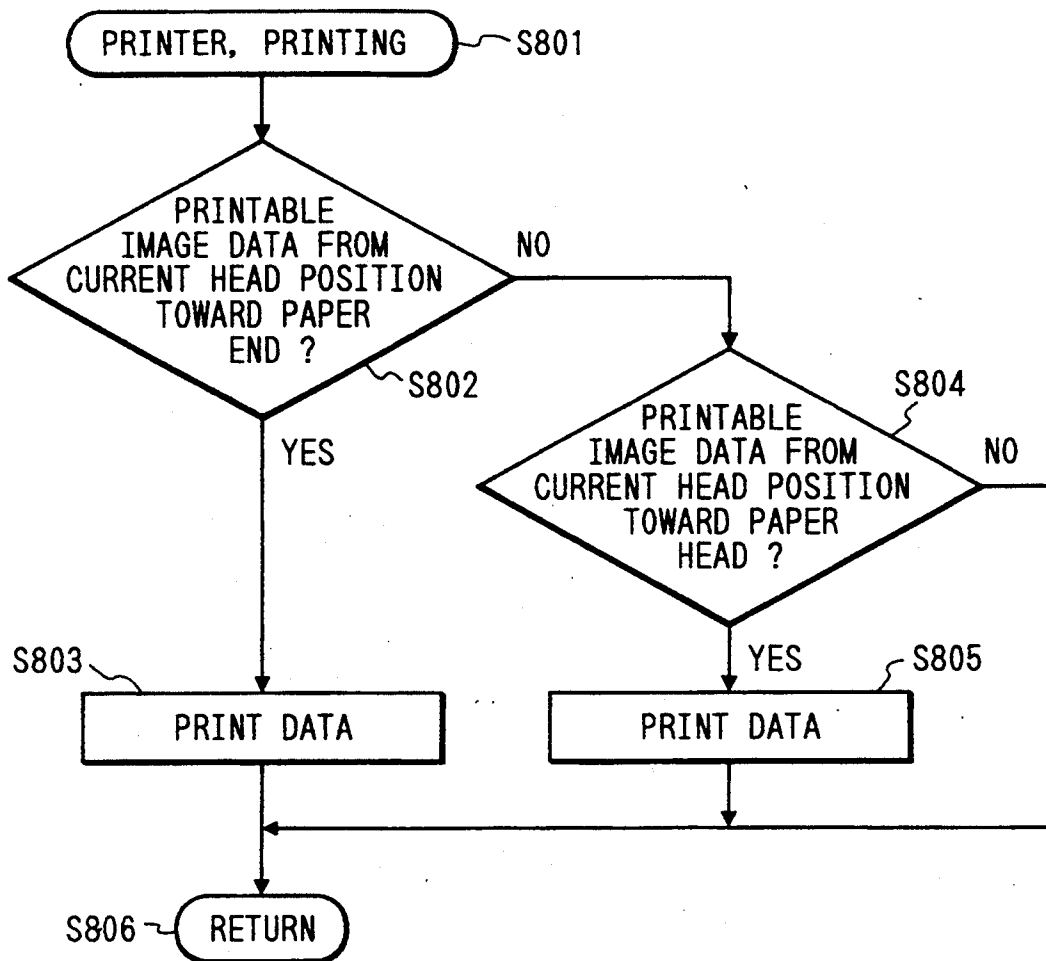 PRINTER, PRINTING
S801
PRINTABLE
IMAGE DATA FROM
CURRENT HEAD POSITION
TOWARD PAPER
END ?
NO
S802
YES
S804
PRINTABLE
IMAGE DATA FROM
CURRENT HEAD POSITION
TOWARD PAPER
HEAD ?
NO
S803
YES
S805
PRINT DATA
PRINT DATA
S806
RETURN